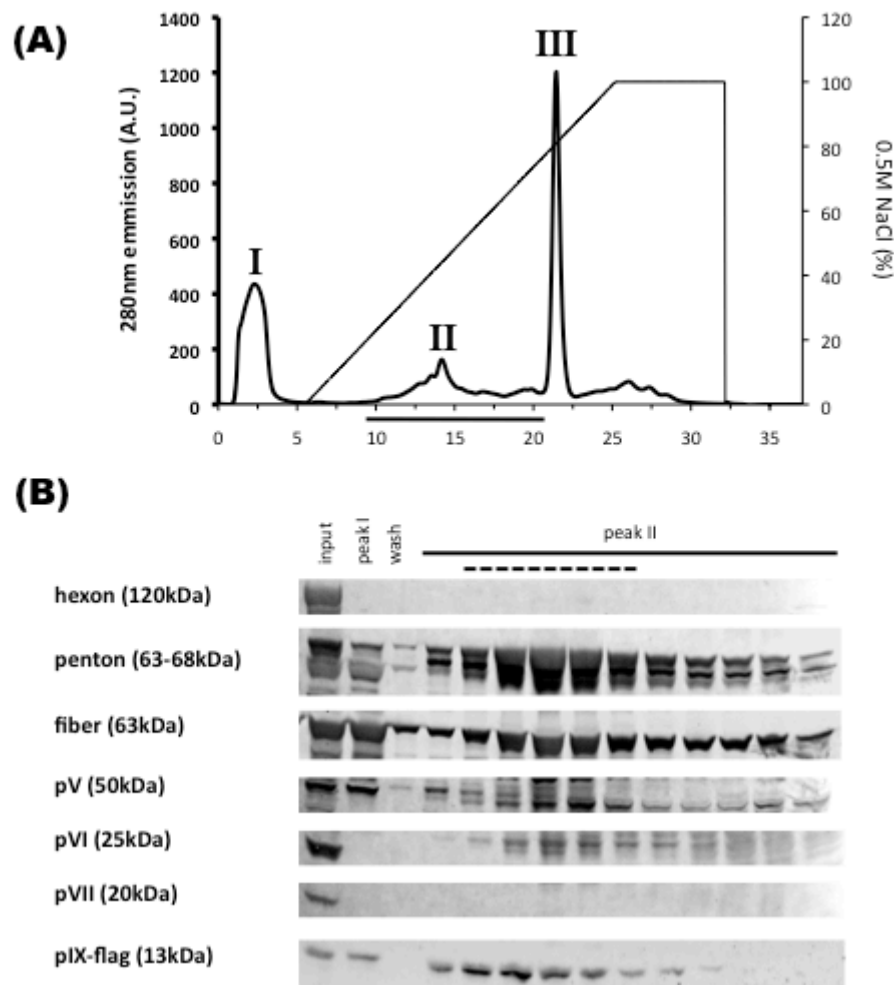 (A)
1400
1200
1000
800
600
400
200
0
280nm emmission (A.U.)
I
II
III
120
100
80
60
40
20
0
0.5M NaCl (%)
0 5 10 15 20 25 30 35
(B)
input
peak I
wash
peak II
hexon (120kDa)
penton (63-68kDa)
fiber (63kDa)
pV (50kDa)
pVI (25kDa)
pVII (20kDa)
pIX-flag (13kDa)